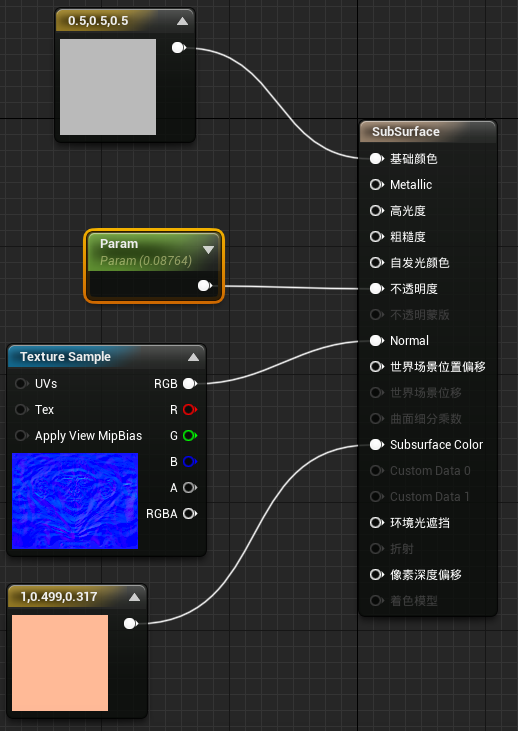 0.5,0.5,0.5
Param
Param (0.08764)
Texture Sample
UVs
RGB
Tex
R
Apply View MipBias
G
B
A
RGBA
1,0.499,0.317
SubSurface
基础颜色
Metallic
高光度
粗糙度
自发光颜色
不透明度
不透明蒙版
Normal
世界场景位置偏移
世界场景位移
曲面细分乘数
Subsurface Color
Custom Data 0
Custom Data 1
环境光遮挡
折射
像素深度偏移
着色模型